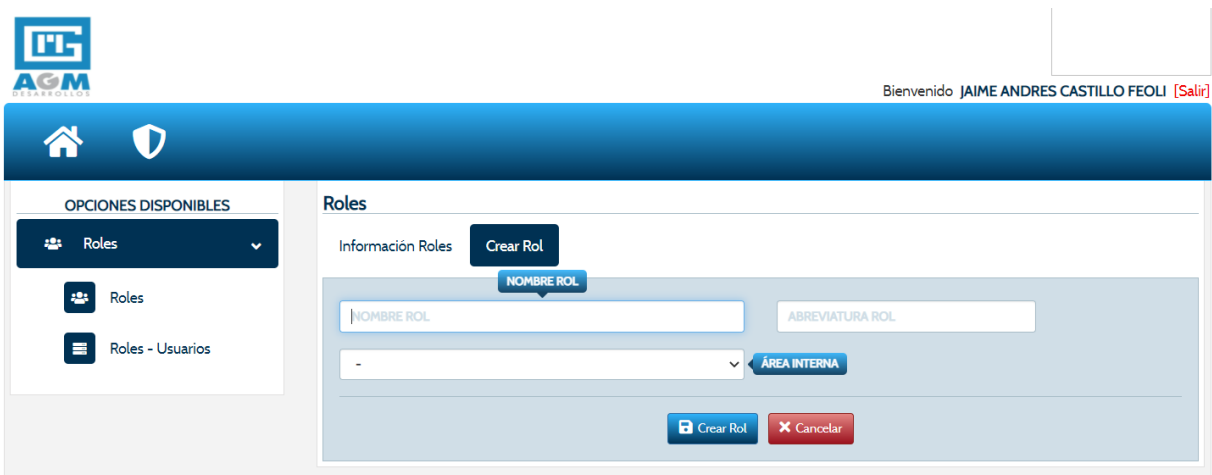 AGM
DESARROLLOS
Bienvenido JAIME ANDRES CASTILLO FEOLI [Salir]
OPCIONES DISPONIBLES
Roles
Roles
Roles - Usuarios
Roles
Información Roles
Crear Rol
NOMBRE ROL
NOMBRE ROL
ABREVIATURA ROL
-
ÁREA INTERNA
Crear Rol
Cancelar